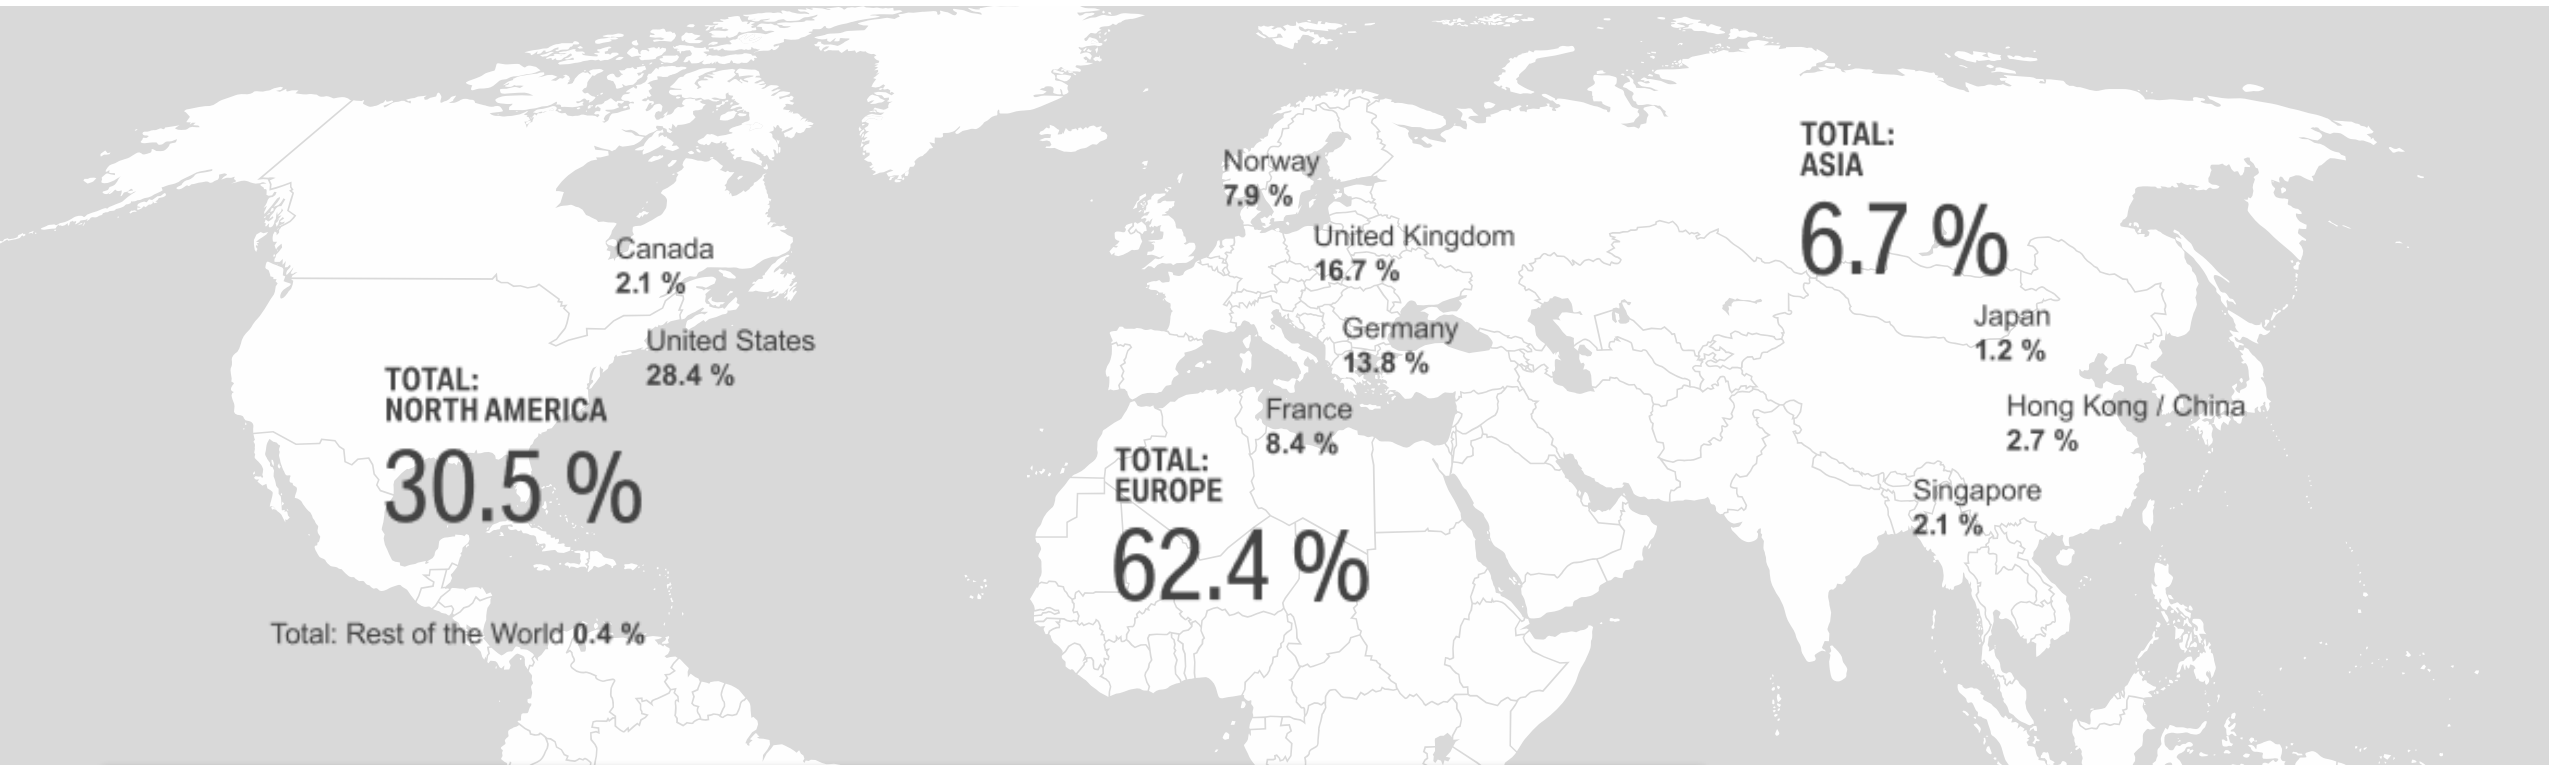 Canada
2.1 %
United States
28.4 %
TOTAL:
NORTH AMERICA
30.5 %
Total: Rest of the World 0.4 %
Norway
7.9 %
United Kingdom
16.7 %
Germany
13.8 %
France
8.4 %
TOTAL:
EUROPE
62.4 %
TOTAL:
ASIA
6.7 %
Japan
1.2 %
Hong Kong / China
2.7 %
Singapore
2.1 %